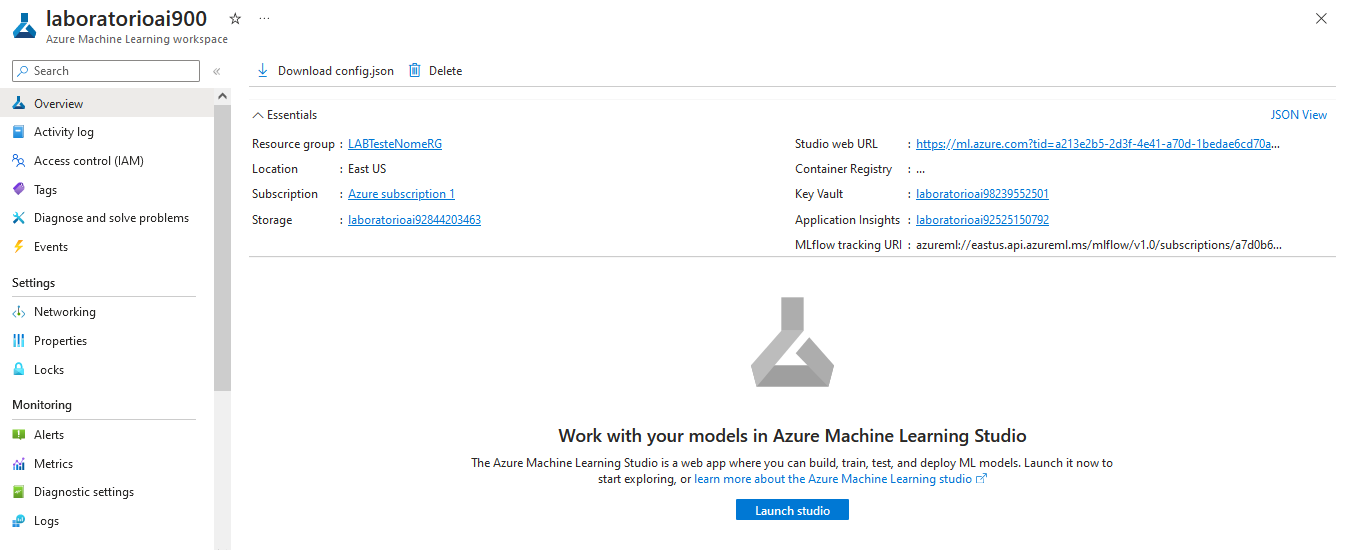 laboratorioai900
Azure Machine Learning workspace
Search
Overview
Activity log
Access control (IAM)
Tags
Diagnose and solve problems
Events
Settings
Networking
Properties
Locks
Monitoring
Alerts
Metrics
Diagnostic settings
Logs
Download config.json Delete
Essentials JSON View
Resource group : LABTesteNomeRG
Location : East US
Subscription : Azure subscription 1
Storage : laboratorioai92844203463
Studio web URL : https://ml.azure.com?tid=a213e2b5-2d3f-4e41-a70d-1bedae6cd70a...
Container Registry : ...
Key Vault : laboratorioai98239552501
Application Insights : laboratorioai92525150792
MLflow tracking URI : azureml://eastus.api.azureml.ms/mlflow/v1.0/subscriptions/a7d0b6...
Work with your models in Azure Machine Learning Studio
The Azure Machine Learning Studio is a web app where you can build, train, test, and deploy ML models. Launch it now to
start exploring, or learn more about the Azure Machine Learning studio
Launch studio